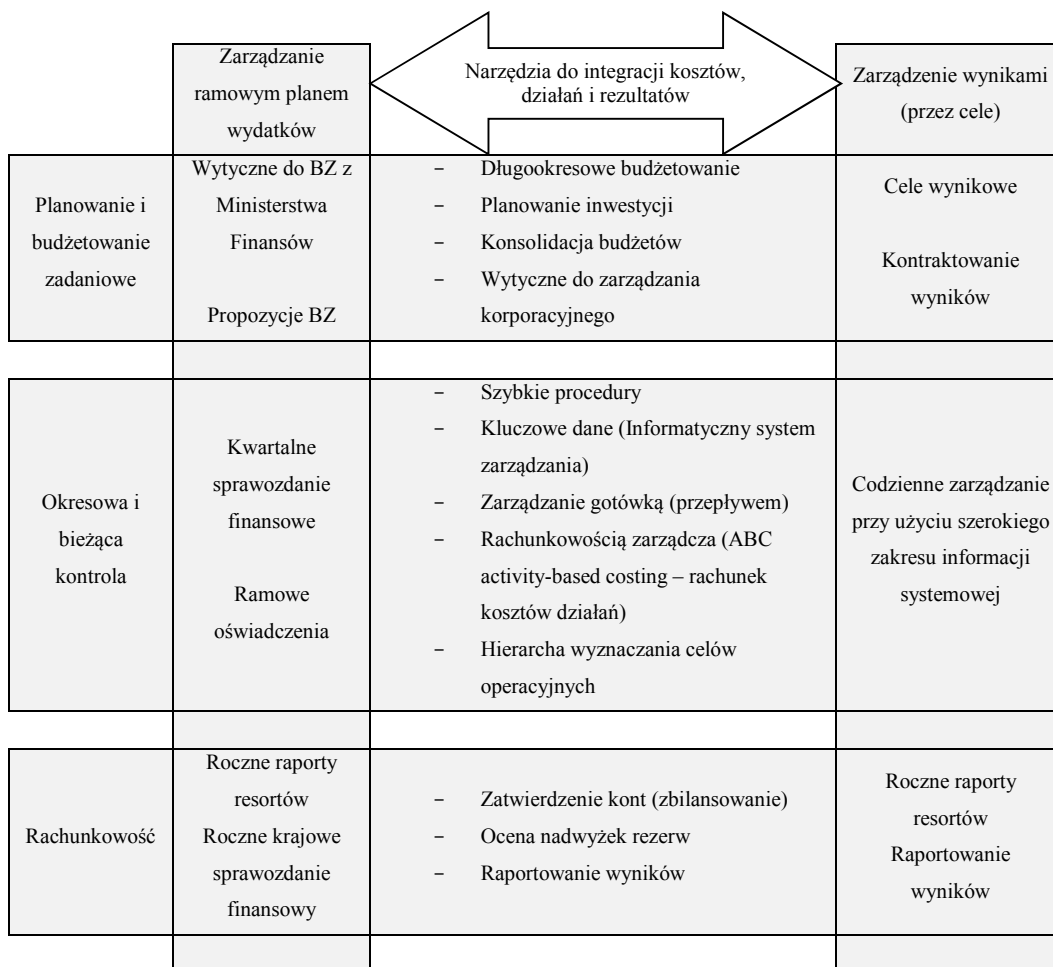 Zarządzanie
ramowym planem
wydatków
Narzędzia do integracji kosztów,
działań i rezultatów
Zarządzenie wynikami
(przez cele)
Planowanie i
budżetowanie
zadaniowe
Wytyczne do BZ z
Ministerstwa
Finansów
Propozycje BZ
- Długookresowe budżetowanie
- Planowanie inwestycji
- Konsolidacja budżetów
- Wytyczne do zarządzania
korporacyjnego
Cele wynikowe
Kontraktowanie
wyników
Okresowa i
bieżąca
kontrola
Kwartalne
sprawozdanie
finansowe
Ramowe
oświadczenia
- Szybkie procedury
- Kluczowe dane (Informatyczny system
zarządzania)
- Zarządzanie gotówką (przepływem)
- Rachunkowością zarządcza (ABC
activity-based costing – rachunek
kosztów działań)
- Hierarcha wyznaczania celów
operacyjnych
Codzienne zarządzanie
przy użyciu szerokiego
zakresu informacji
systemowej
Rachunkowość
Roczne raporty
resortów
Roczne krajowe
sprawozdanie
finansowy
- Zatwierdzenie kont (zbilansowanie)
- Ocena nadwyżek rezerw
- Raportowanie wyników
Roczne raporty
resortów
Raportowanie
wyników